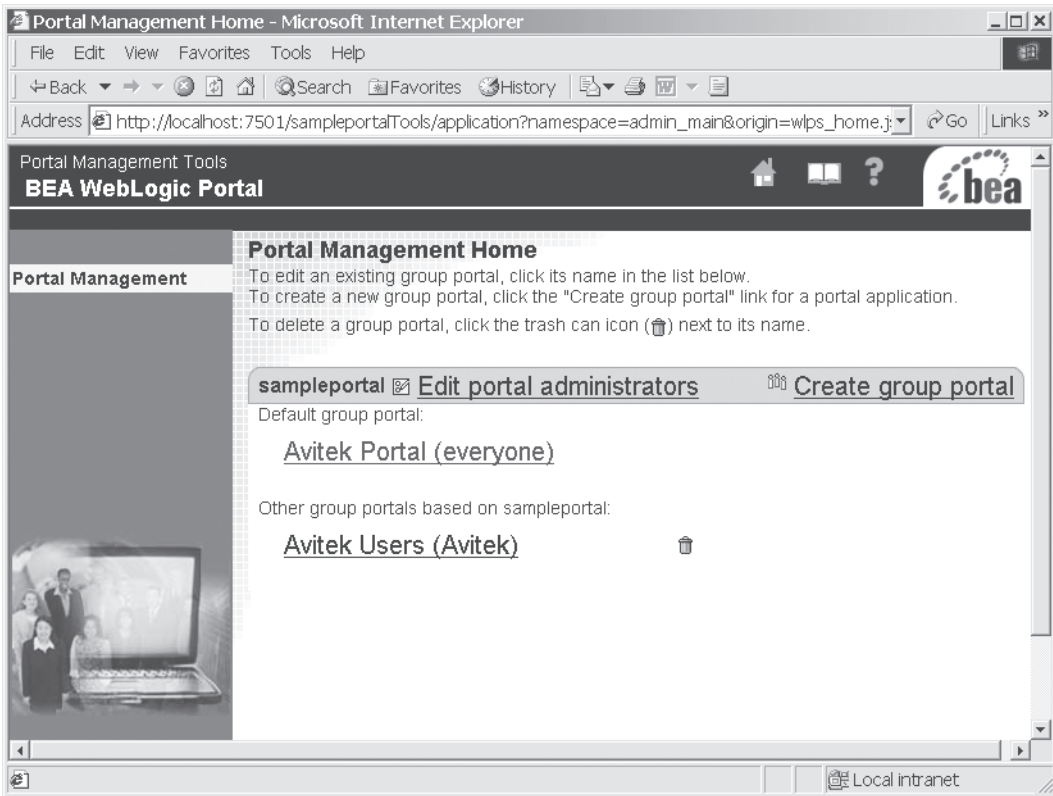 Portal Management Home - Microsoft Internet Explorer
File Edit View Favorites Tools Help
Back Search Favorites History
Address http://localhost:7501/sampleportalTools/application?namespace=admin_main&origin=wlps_home.j Go Links »
Portal Management Tools
BEA WebLogic Portal
? bea
Portal Management
Portal Management Home
To edit an existing group portal, click its name in the list below.
To create a new group portal, click the "Create group portal" link for a portal application.
To delete a group portal, click the trash can icon ( ) next to its name.
sampleportal Edit portal administrators Create group portal
Default group portal:
Avitek Portal (everyone)
Other group portals based on sampleportal:
Avitek Users (Avitek)
Local intranet